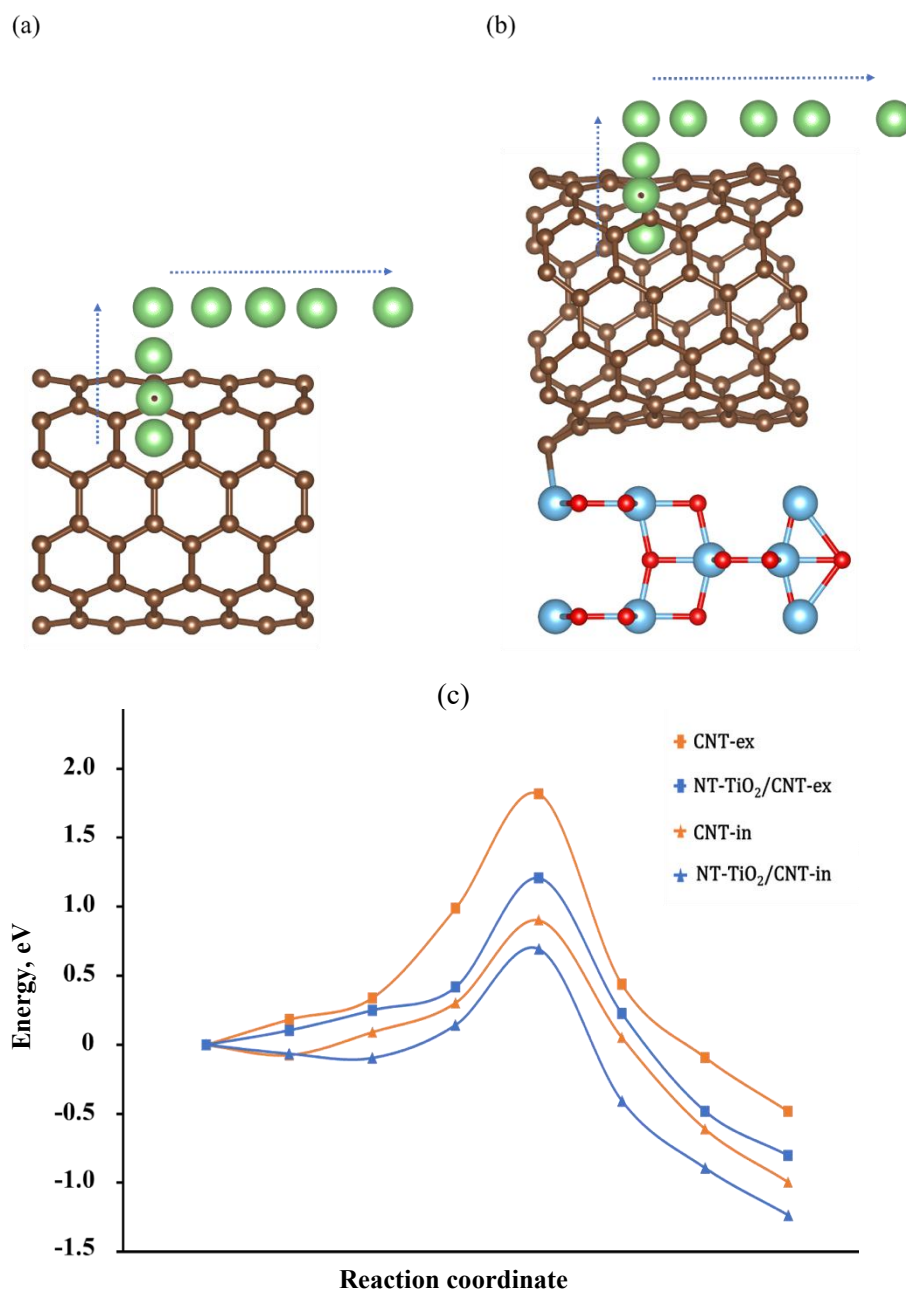 (a)
(b)
(c)
CNT-ex
NT-TiO₂/CNT-ex
CNT-in
NT-TiO₂/CNT-in
2.0
1.5
1.0
0.5
0
-0.5
-1.0
-1.5
Energy, eV
Reaction coordinate